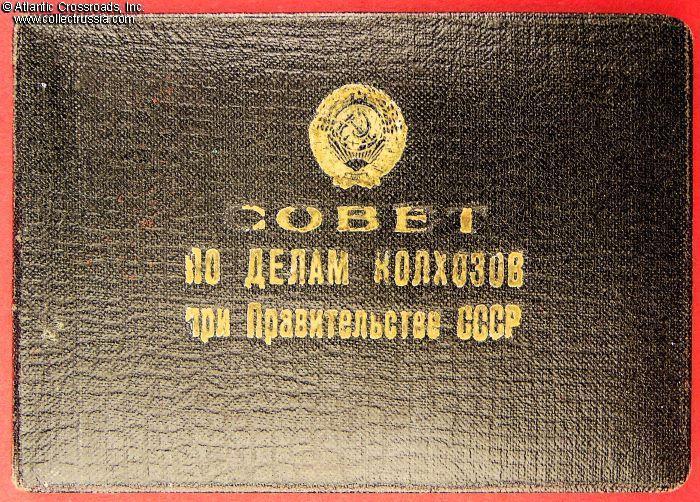 © Atlantic Crossroads, Inc.
www.collectrussia.com
СОВЕТ
ПО ДЕЛАМ КОЛХОЗОВ
при Правительстве СССР